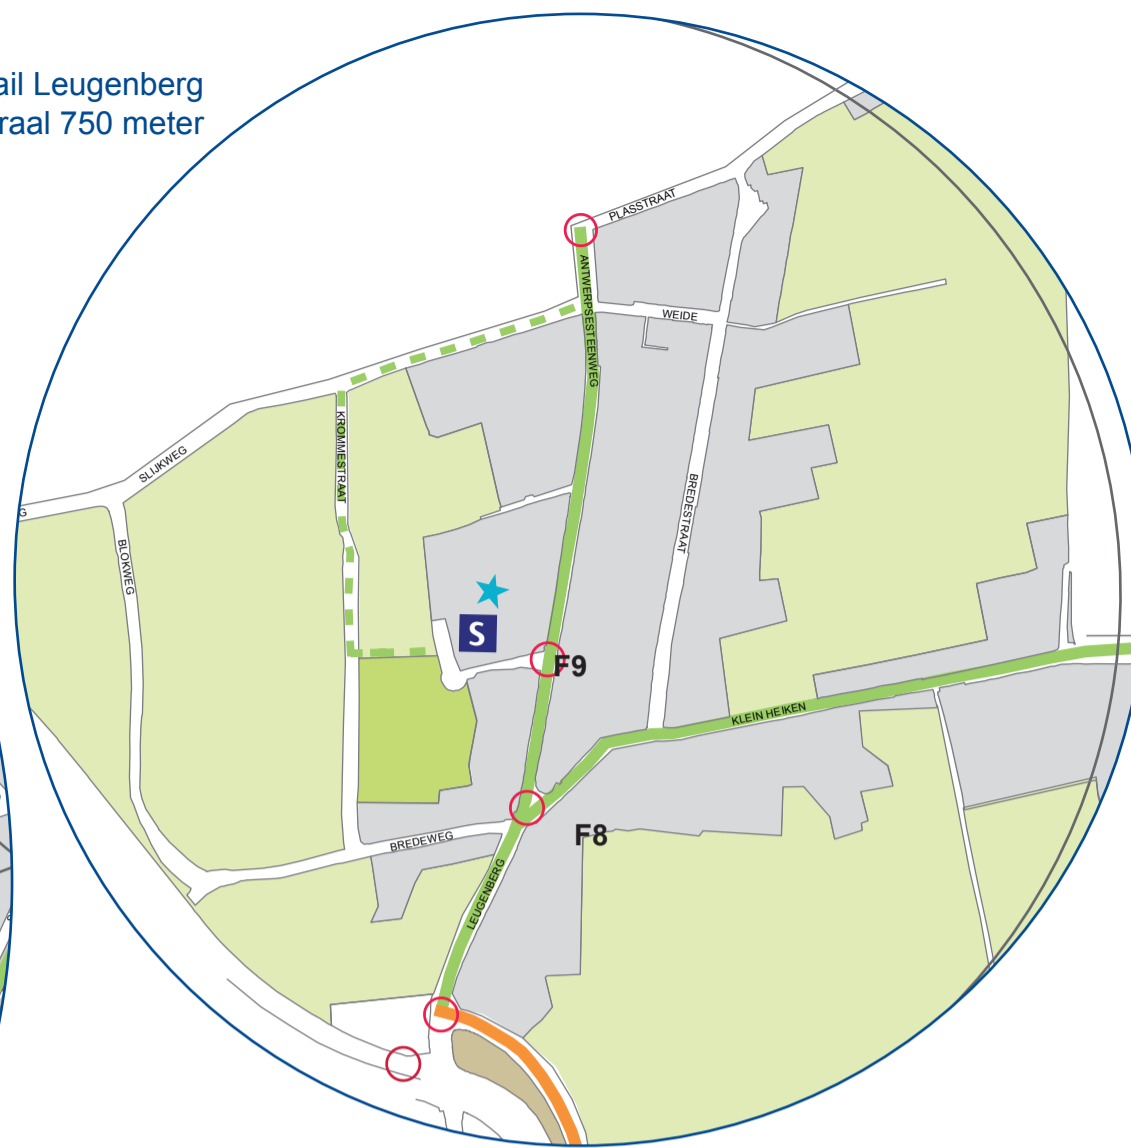 ail Leugenberg
raal 750 meter
PLASSTRAAT
ANTWERPSESTEENWEG
WEIDE
KROMMESTRAAT
SLIJKWEG
G
BLOKWEG
BREDESTRAAT
S
F9
KLEIN HEIKEN
F8
BREDEWEG
LEUGENBERG